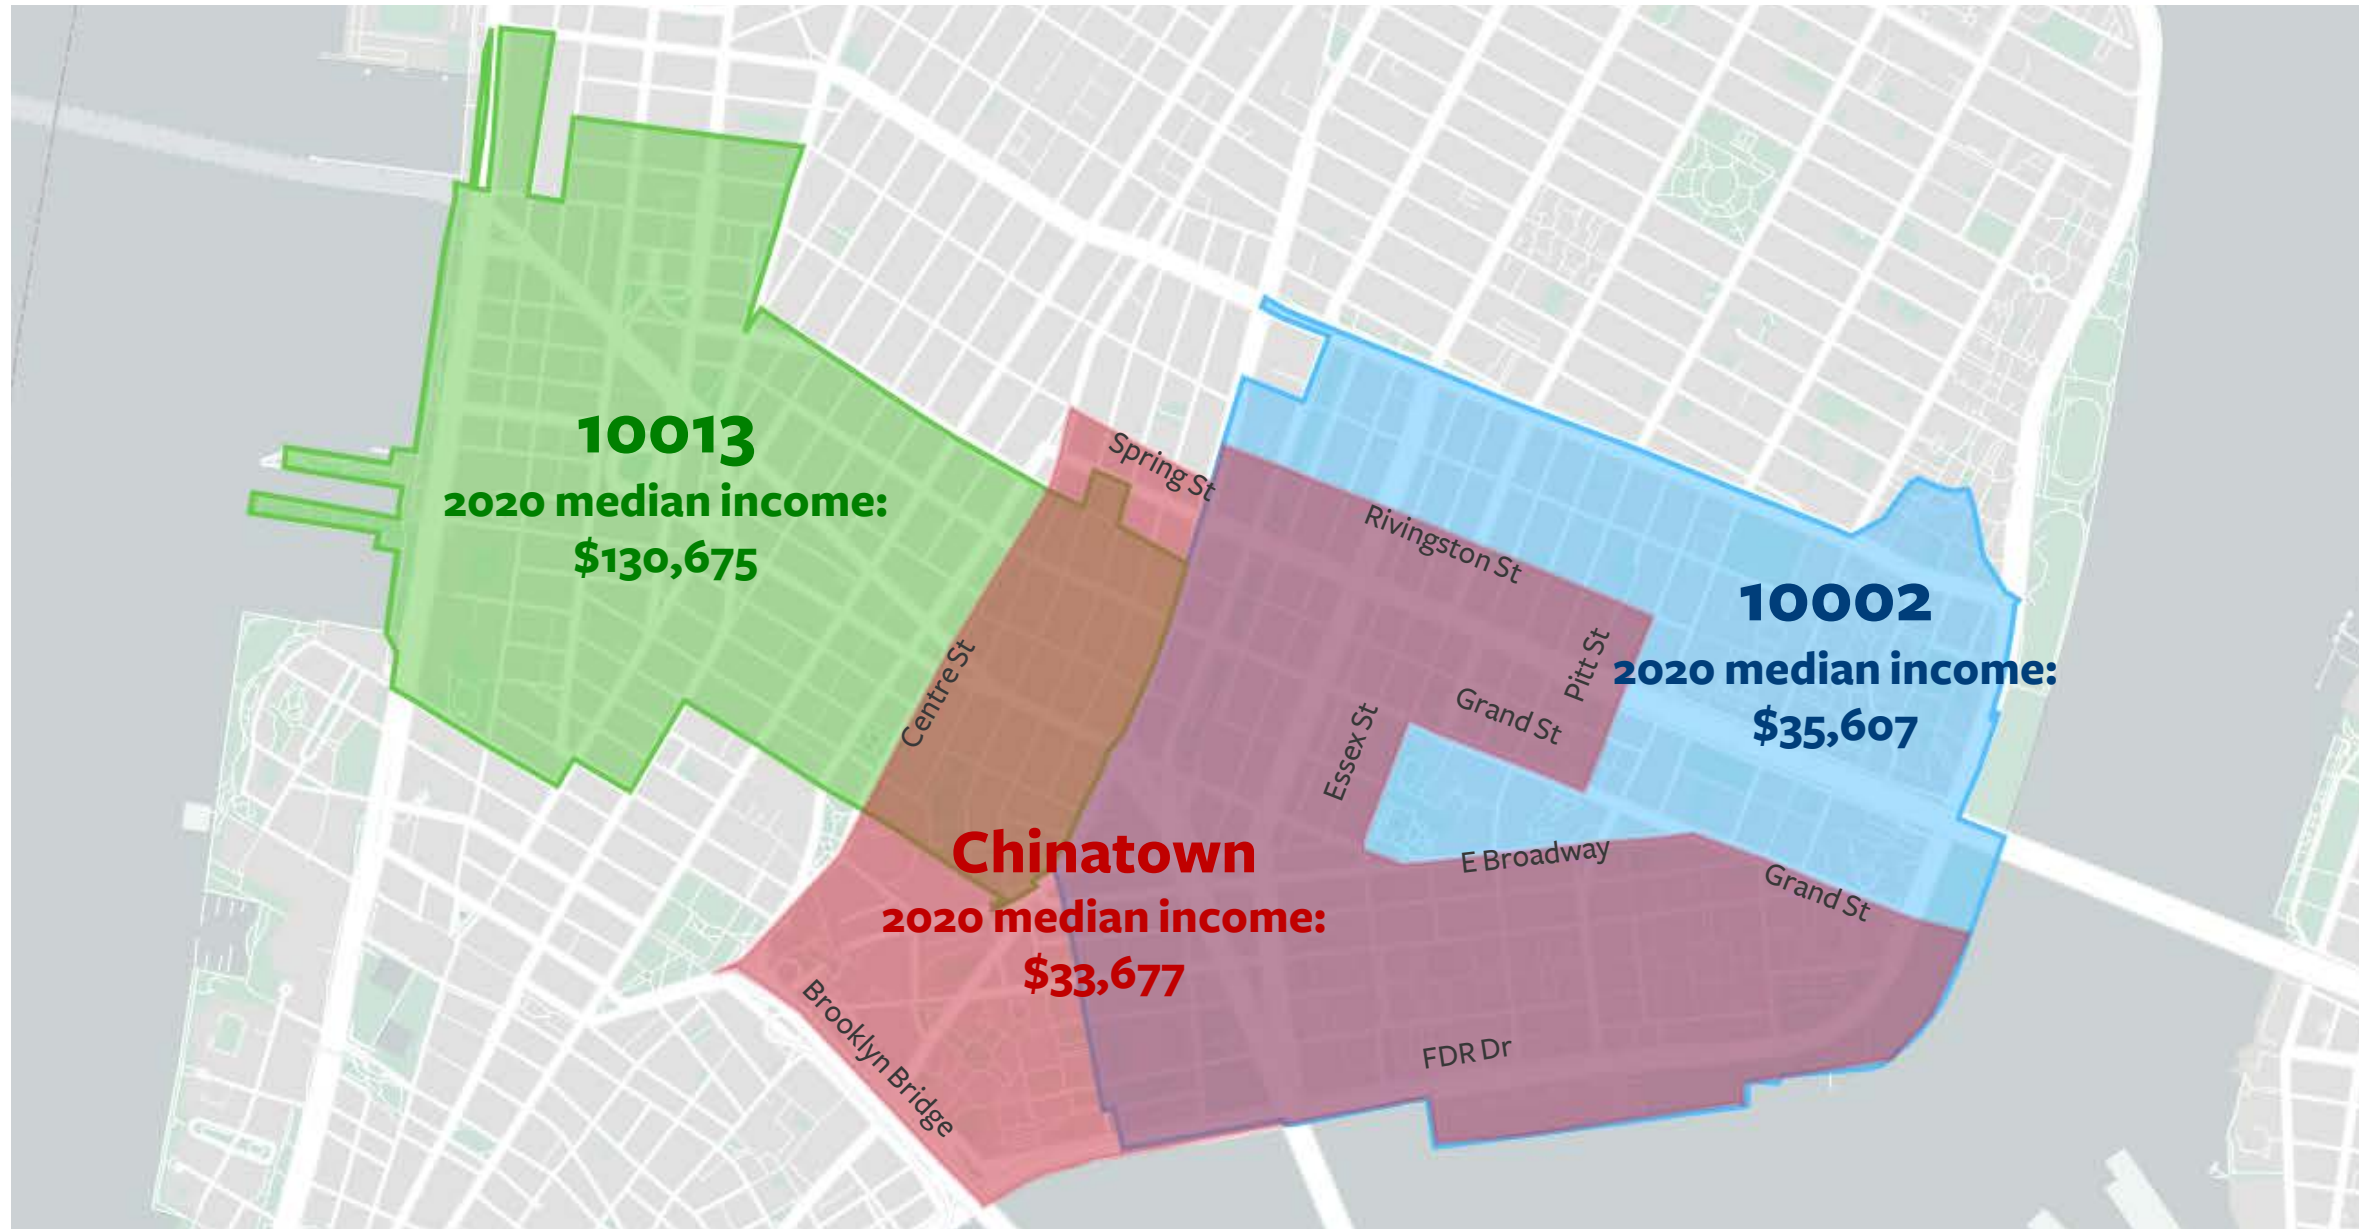 10013
2020 median income:
$130,675
Spring St
Rivingston St
10002
2020 median income:
$35,607
Pitt St
Grand St
Centre St
Essex St
E Broadway
Grand St
Chinatown
2020 median income:
$33,677
Brooklyn Bridge
FDR Dr